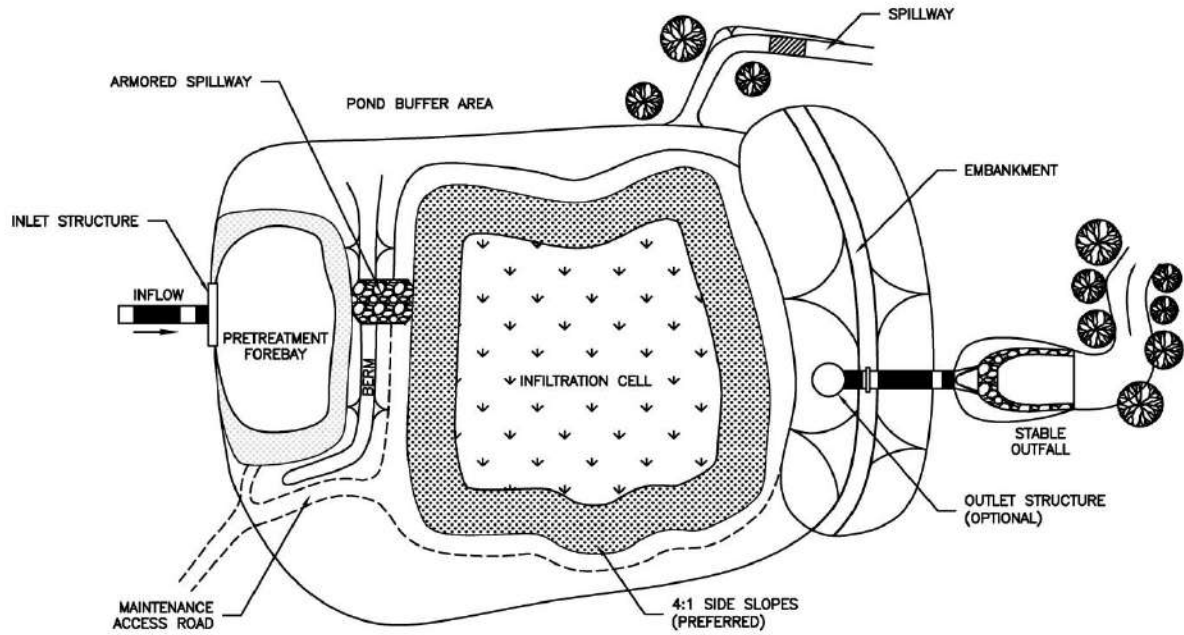 SPILLWAY
ARMORED SPILLWAY
POND BUFFER AREA
EMBANKMENT
INLET STRUCTURE
INFLOW
PRETREATMENT
FOREBAY
BERM
INFILTRATION CELL
STABLE
OUTFALL
OUTLET STRUCTURE
(OPTIONAL)
MAINTENANCE
ACCESS ROAD
4:1 SIDE SLOPES
(PREFERRED)